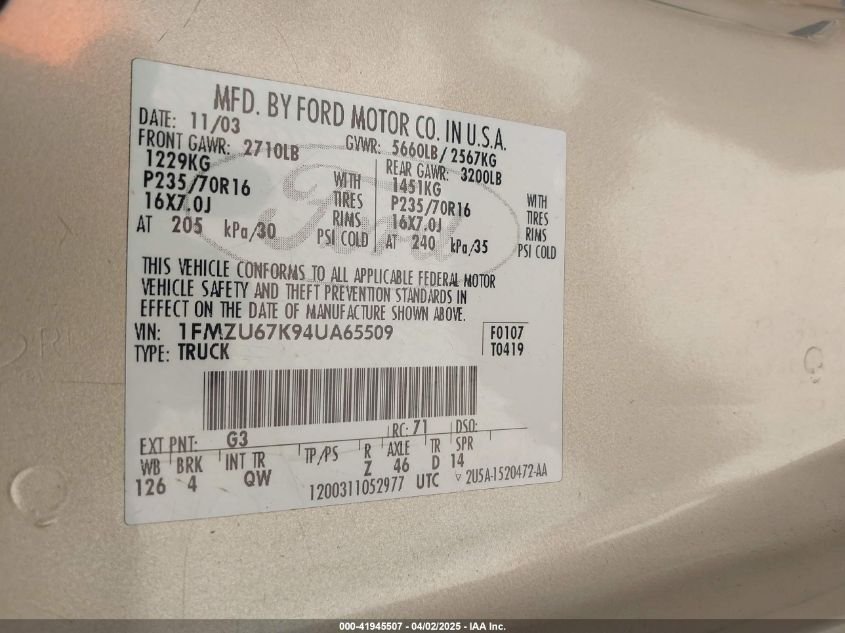 MFD. BY FORD MOTOR CO. IN U.S.A.
DATE: 11/03 GVWR: 5660LB / 2567KG
FRONT GAWR: 2710LB REAR GAWR: 3200LB
1229KG WITH 1451KG WITH
P235/70R16 TIRES P235/70R16 TIRES
16X7.0J RIMS 16X7.0J RIMS
AT 205 kPa/30 PSI COLD AT 240 kPa/35 PSI COLD
Ford
THIS VEHICLE CONFORMS TO ALL APPLICABLE FEDERAL MOTOR
VEHICLE SAFETY AND THEFT PREVENTION STANDARDS IN
EFFECT ON THE DATE OF MANUFACTURE SHOWN ABOVE.
VIN: 1FMZU67K94UA65509 F0107
TYPE: TRUCK T0419
EXT PNT: G3 RC: 71 DSO:
WB BRK INT TR TP/PS R AXLE TR SPR
126 4 QW Z 46 D 14
1200311052977 UTC 2U5A-1520472-AA
000-41945507 - 04/02/2025 - IAA Inc.